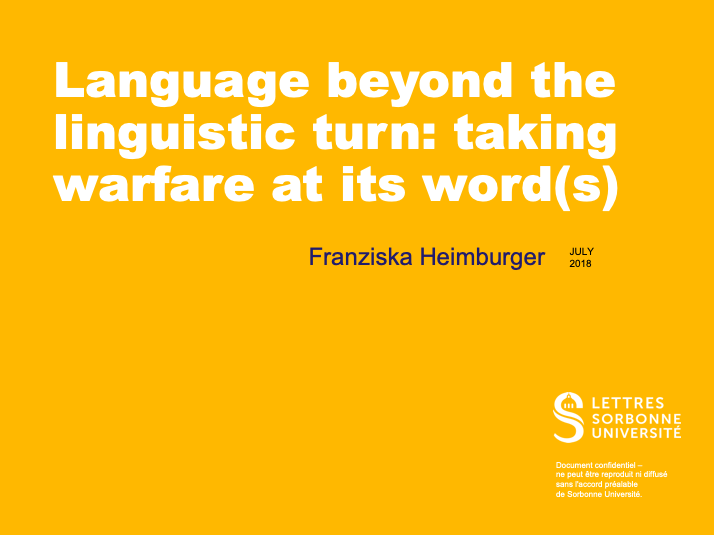 Language beyond the
linguistic turn: taking
warfare at its word(s)
Franziska Heimburger
JULY
2018
LETTRES
SORBONNE
UNIVERSITÉ
Document confidentiel –
ne peut être reproduit ni diffusé
sans l'accord préalable
de Sorbonne Université.